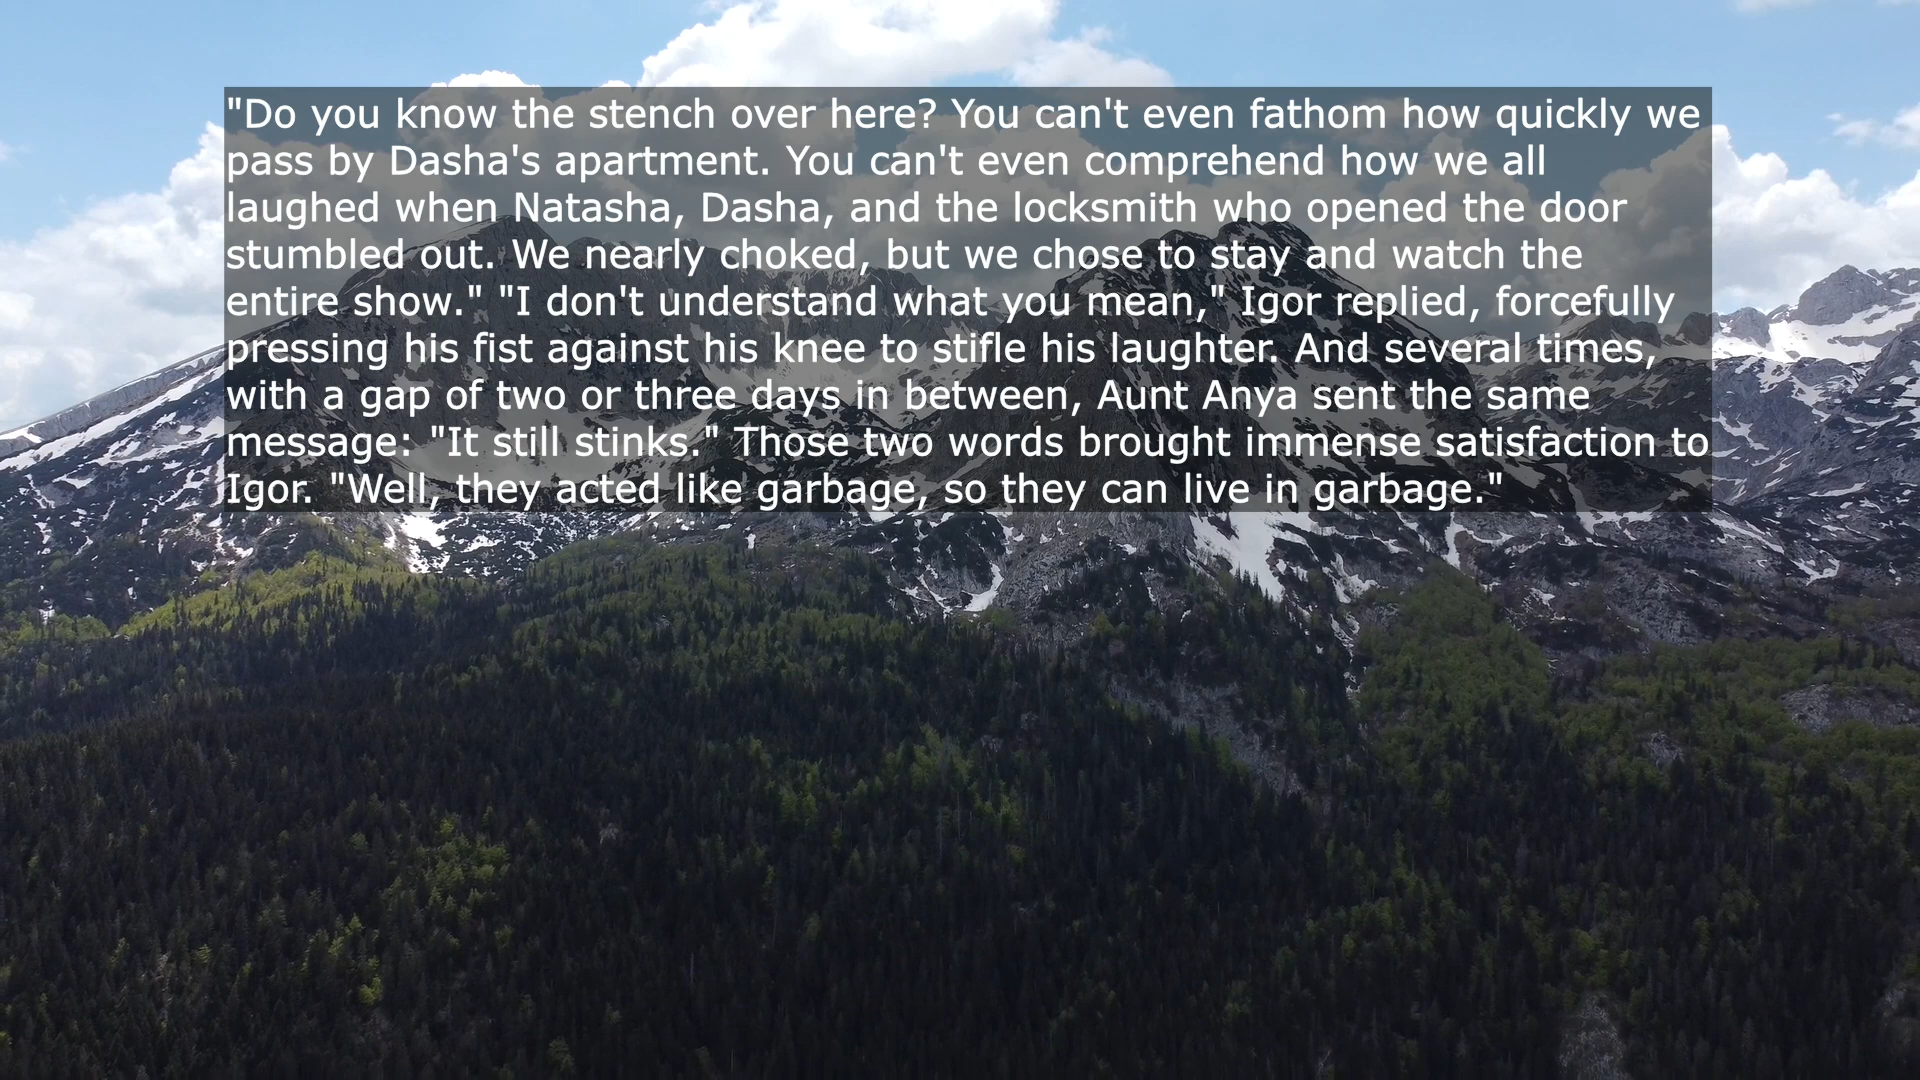 "Do you know the stench over here? You can't even fathom how quickly we
pass by Dasha's apartment. You can't even comprehend how we all
laughed when Natasha, Dasha, and the locksmith who opened the door
stumbled out. We nearly choked, but we chose to stay and watch the
entire show." "I don't understand what you mean," Igor replied, forcefully
pressing his fist against his knee to stifle his laughter. And several times,
with a gap of two or three days in between, Aunt Anya sent the same
message: "It still stinks." Those two words brought immense satisfaction to
Igor. "Well, they acted like garbage, so they can live in garbage."